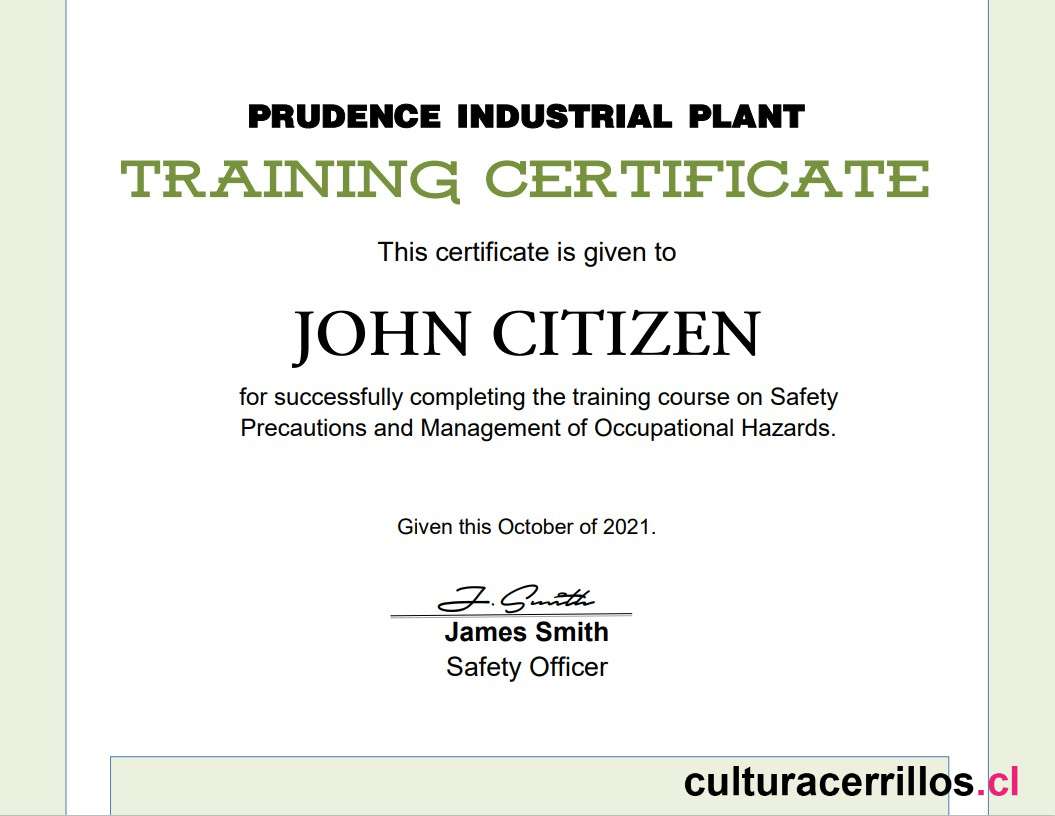 PRUDENCE INDUSTRIAL PLANT
TRAINING CERTIFICATE
This certificate is given to
JOHN CITIZEN
for successfully completing the training course on Safety
Precautions and Management of Occupational Hazards.
Given this October of 2021.
J. Smith
James Smith
Safety Officer
culturacerrillos.cl